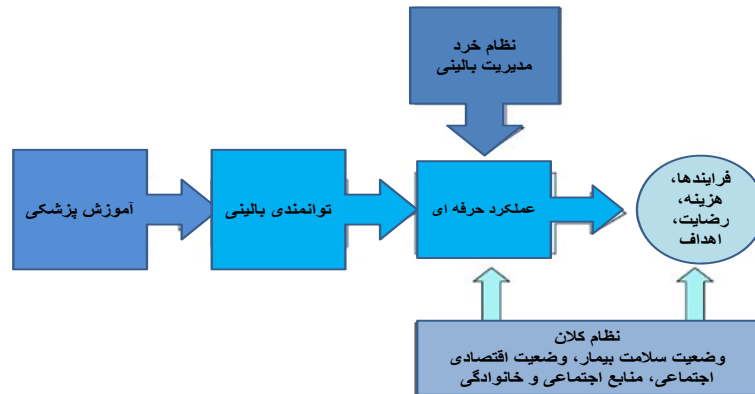 نظام خرد
مدیریت بالینی
آموزش پزشکی
توانمندی بالینی
عملکرد حرفه ای
فرایندها،
هزینه،
رضایت،
اهداف
نظام کلان
وضعیت سلامت بیمار، وضعیت اقتصادی
اجتماعی، منابع اجتماعی و خانوادگی